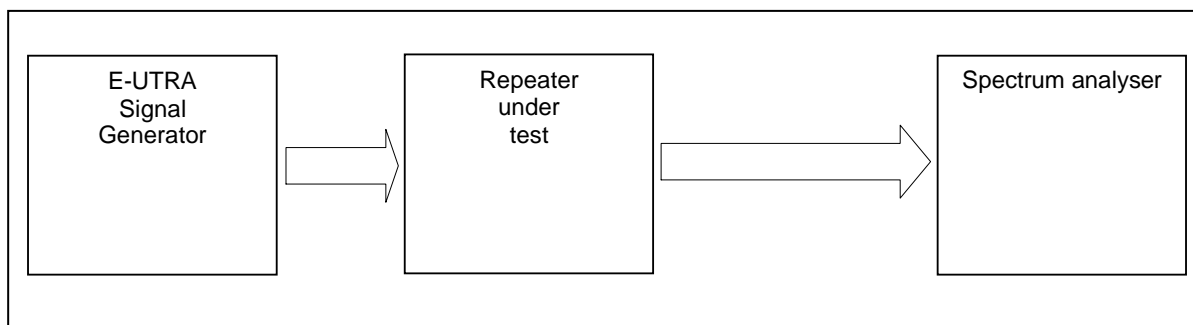 E-UTRA
Signal
Generator
Repeater
under
test
Spectrum analyser